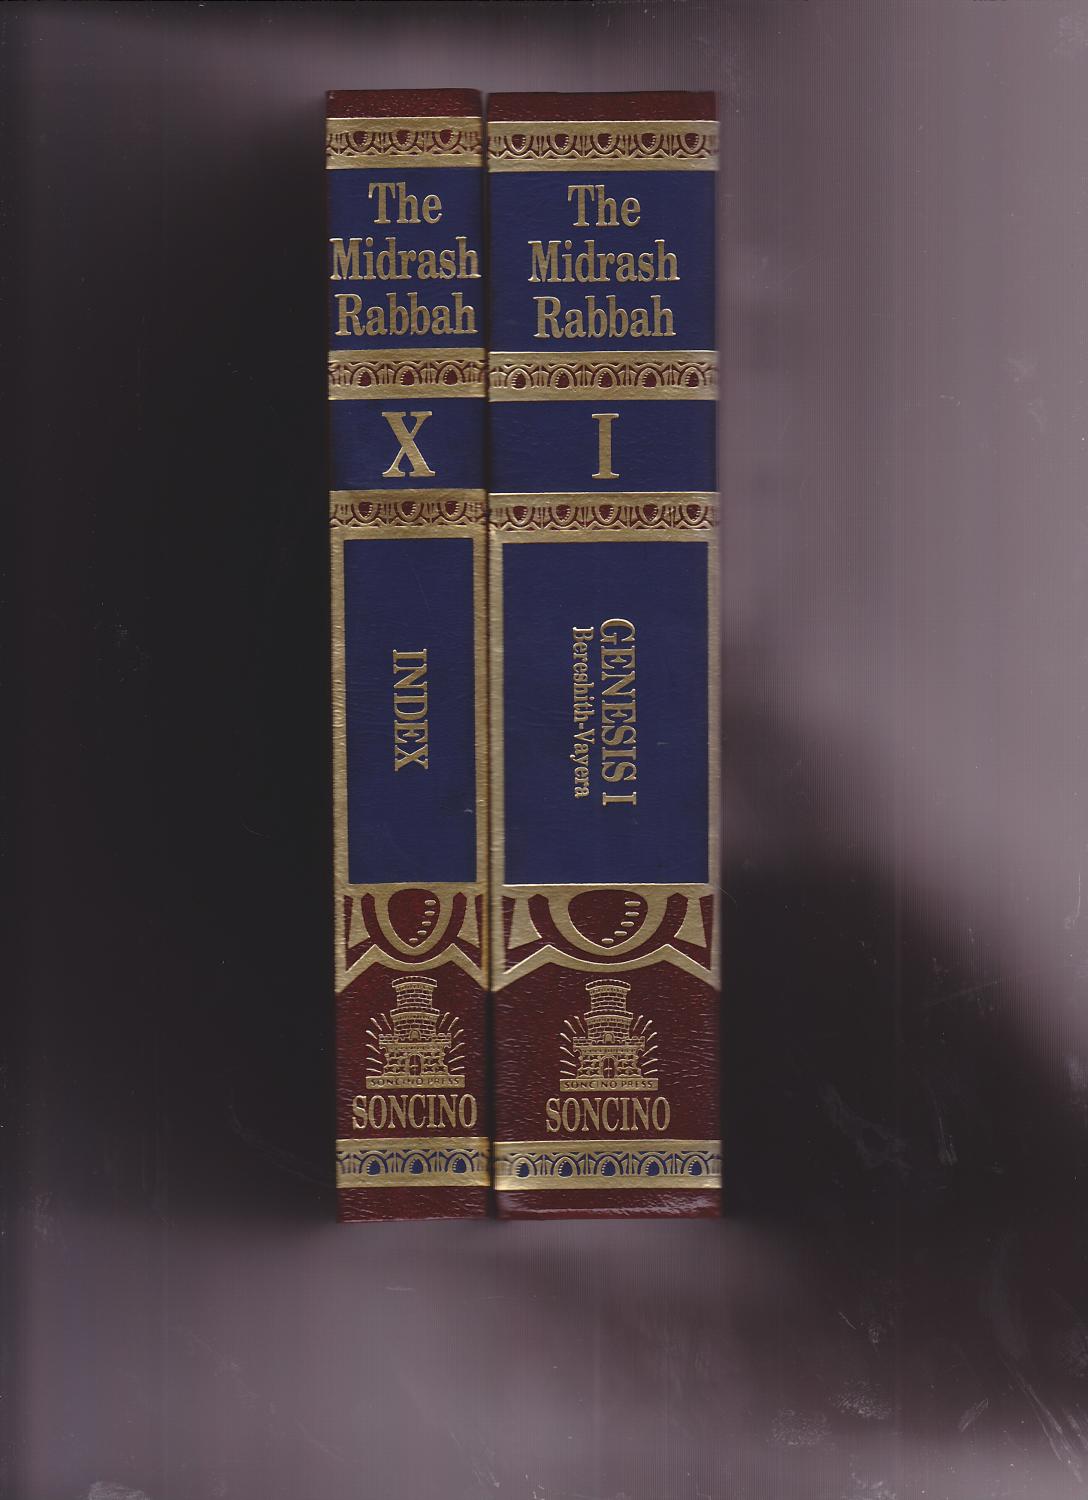 The
Midrash
Rabbah
X
INDEX
SONCINO PRESS
SONCINO
The
Midrash
Rabbah
I
GENESIS I
Bereshith-Vayera
SONCINO PRESS
SONCINO